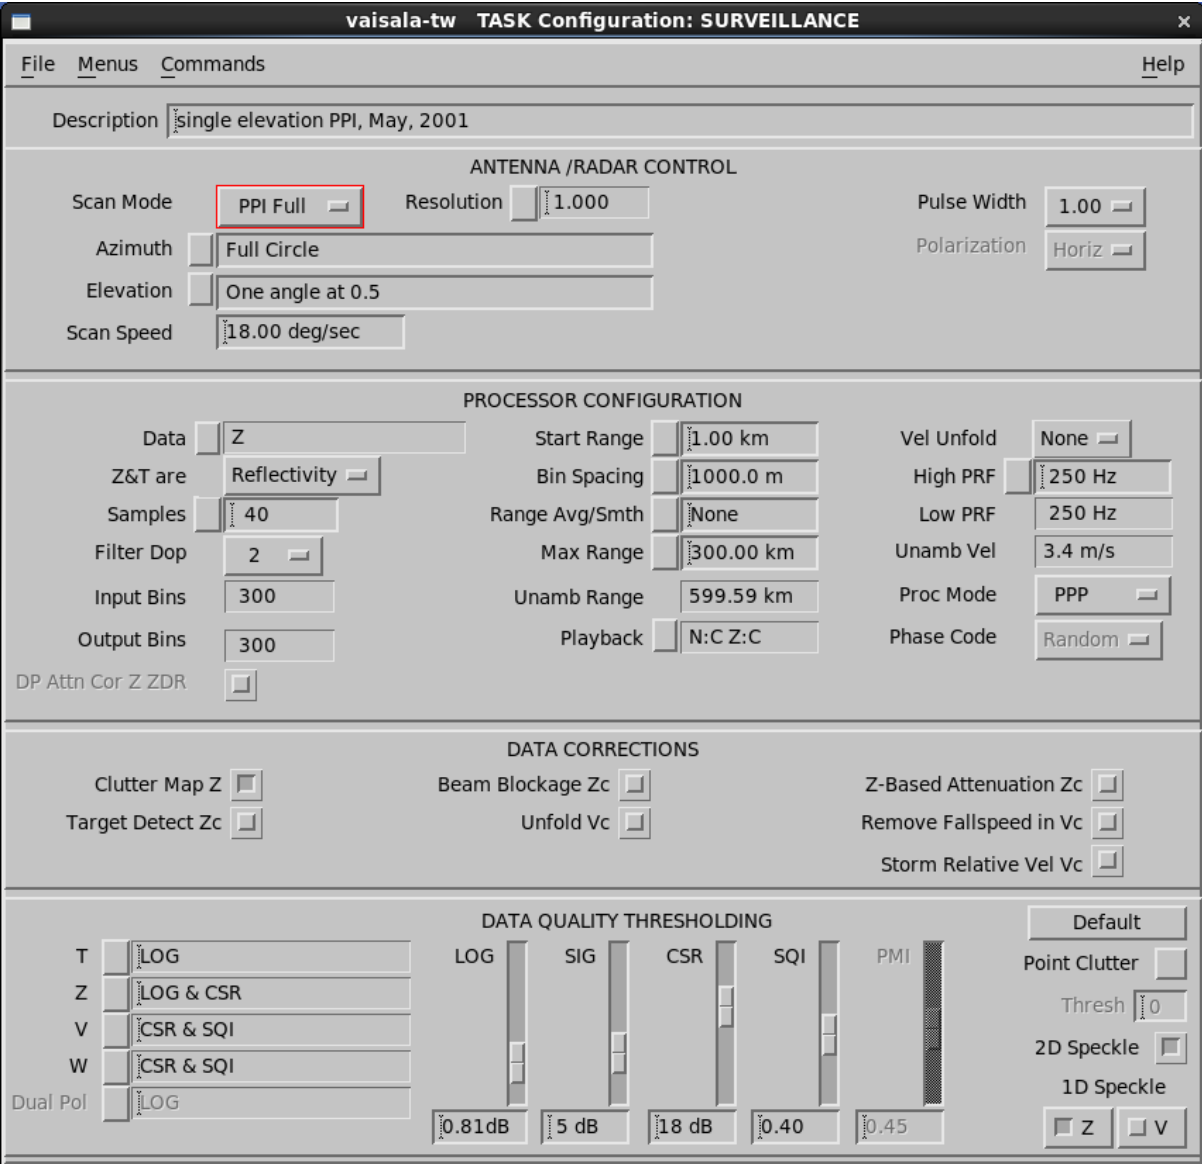 vaisala-tw TASK Configuration: SURVEILLANCE
File Menus Commands Help
Description single elevation PPI, May, 2001
ANTENNA /RADAR CONTROL
Scan Mode PPI Full Resolution 1.000 Pulse Width 1.00
Azimuth Full Circle Polarization Horiz
Elevation One angle at 0.5
Scan Speed 18.00 deg/sec
PROCESSOR CONFIGURATION
Data Z Start Range 1.00 km Vel Unfold None
Z&T are Reflectivity Bin Spacing 1000.0 m High PRF 250 Hz
Samples 40 Range Avg/Smth None Low PRF 250 Hz
Filter Dop 2 Max Range 300.00 km Unamb Vel 3.4 m/s
Input Bins 300 Unamb Range 599.59 km Proc Mode PPP
Output Bins 300 Playback N:C Z:C Phase Code Random
DP Attn Cor Z ZDR
DATA CORRECTIONS
Clutter Map Z Beam Blockage Zc Z-Based Attenuation Zc
Target Detect Zc Unfold Vc Remove Fallspeed in Vc
Storm Relative Vel Vc
DATA QUALITY THRESHOLDING Default
T LOG LOG SIG CSR SQI PMI Point Clutter
Z LOG & CSR Thresh 0
V CSR & SQI 2D Speckle
W CSR & SQI 1D Speckle
Dual Pol LOG
0.81dB 5 dB 18 dB 0.40 0.45 Z V